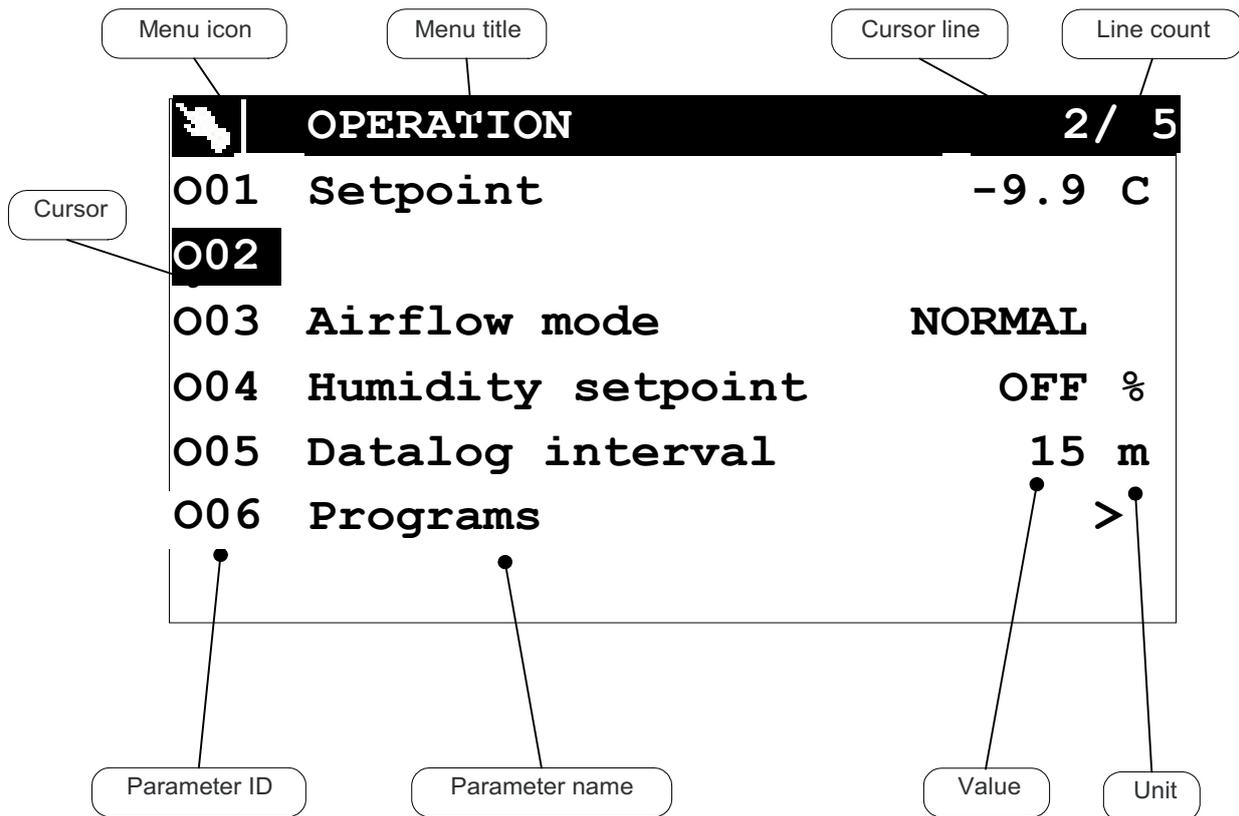 Menu icon Menu title Cursor line Line count
OPERATION 2/ 5
O01 Setpoint -9.9 C
Cursor
O02
O03 Airflow mode NORMAL
O04 Humidity setpoint OFF %
O05 Datalog interval 15 m
O06 Programs >
Parameter ID Parameter name Value Unit